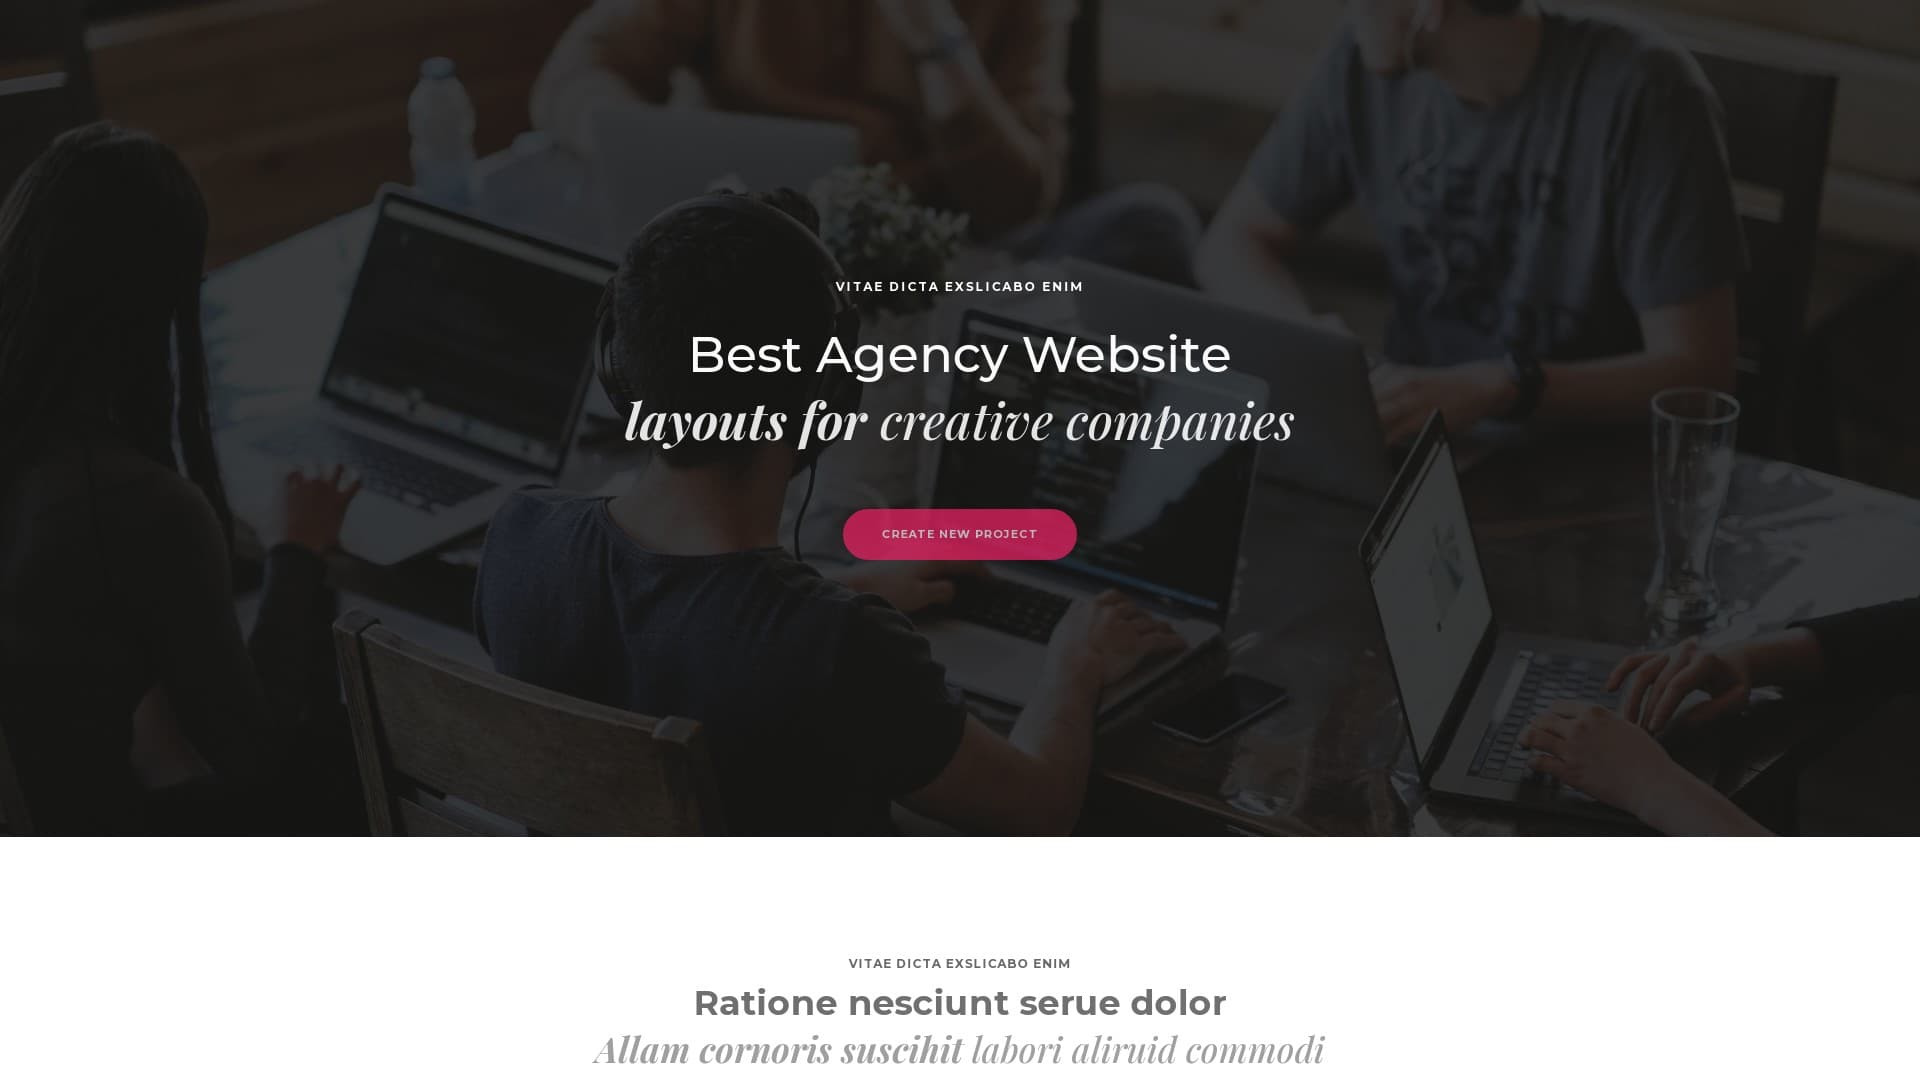 VITAE DICTA EXSLICABO ENIM
Best Agency Website
layouts for creative companies
CREATE NEW PROJECT
VITAE DICTA EXSLICABO ENIM
Ratione nesciunt serue dolor
Allam cornoris suscihit labori aliruid commodi